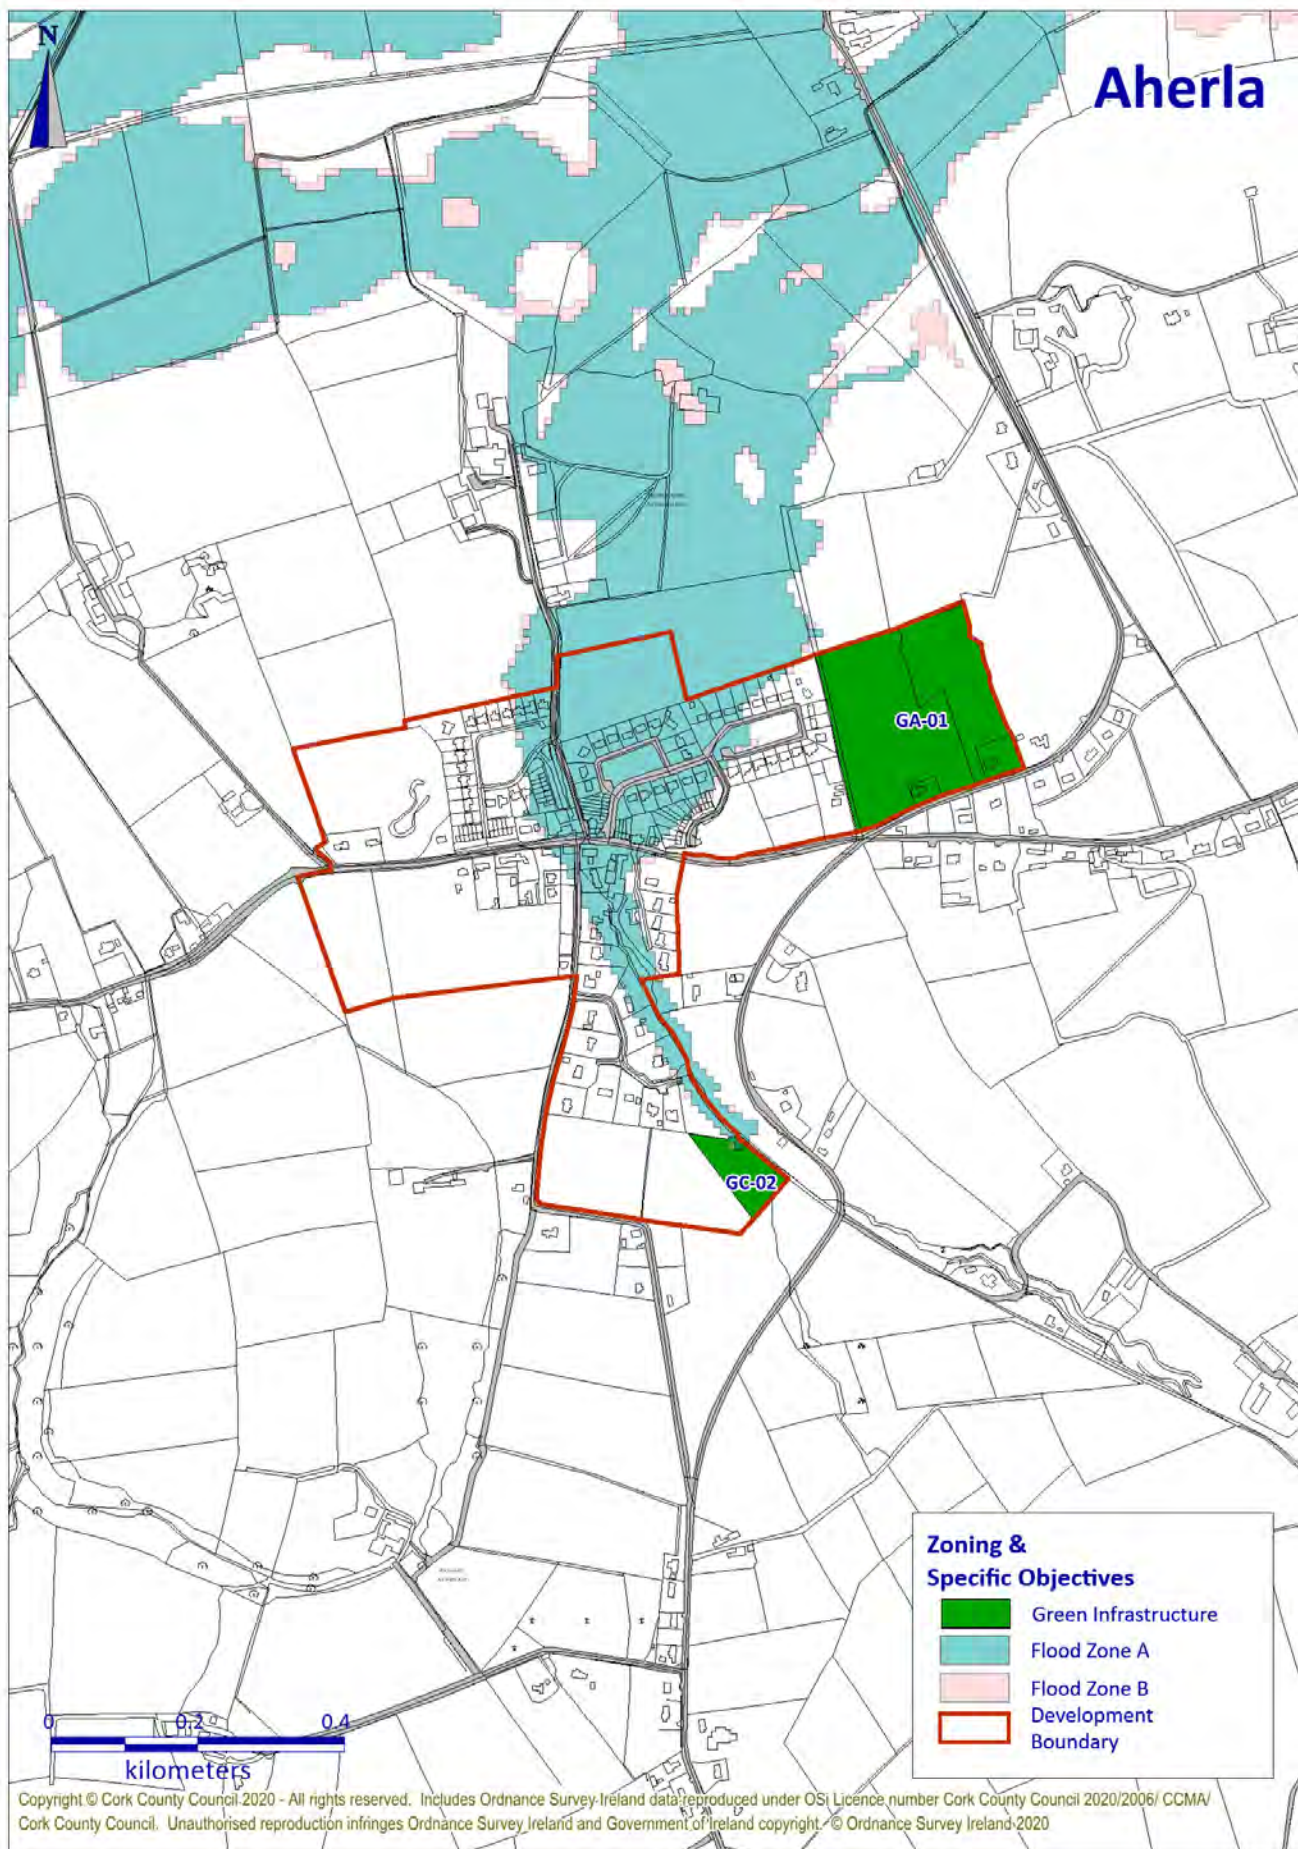 N
Aherla
GA-01
GC-02
Zoning &
Specific Objectives
Green Infrastructure
Flood Zone A
Flood Zone B
Development
Boundary
0 0.2 0.4
kilometers
Copyright © Cork County Council 2020 - All rights reserved. Includes Ordnance Survey Ireland data reproduced under OSi Licence number Cork County Council 2020/2006/ CCMA/
Cork County Council. Unauthorised reproduction infringes Ordnance Survey Ireland and Government of Ireland copyright. © Ordnance Survey Ireland 2020